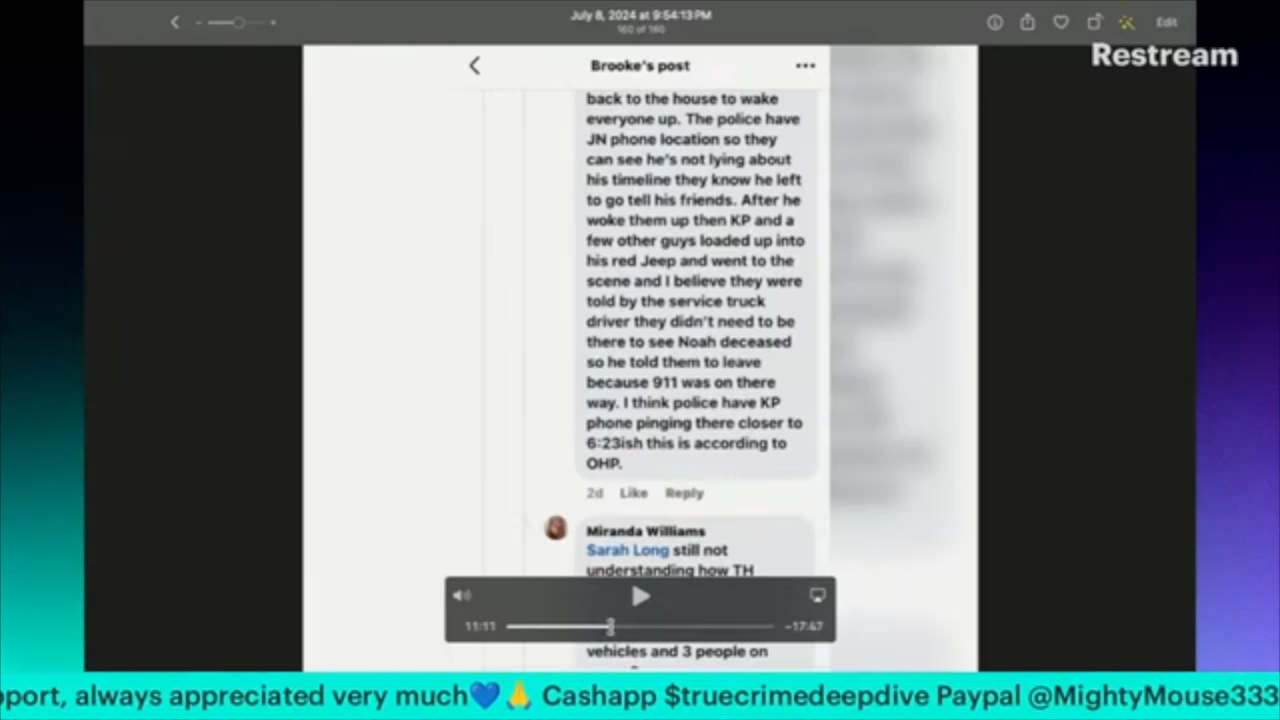 July 8, 2024 at 9:54:13 PM
160 of 160
Edit
Restream
Brooke's post
back to the house to wake
everyone up. The police have
JN phone location so they
can see he's not lying about
his timeline they know he left
to go tell his friends. After he
woke them up then KP and a
few other guys loaded up into
his red Jeep and went to the
scene and I believe they were
told by the service truck
driver they didn't need to be
there to see Noah deceased
so he told them to leave
because 911 was on there
way. I think police have KP
phone pinging there closer to
6:23ish this is according to
OHP.
2d Like Reply
Miranda Williams
Sarah Long still not
understanding how TH
11:11 -17:47
vehicles and 3 people on
pport, always appreciated very much💙🙏 Cashapp $truecrimedeepdive Paypal @MightyMouse333